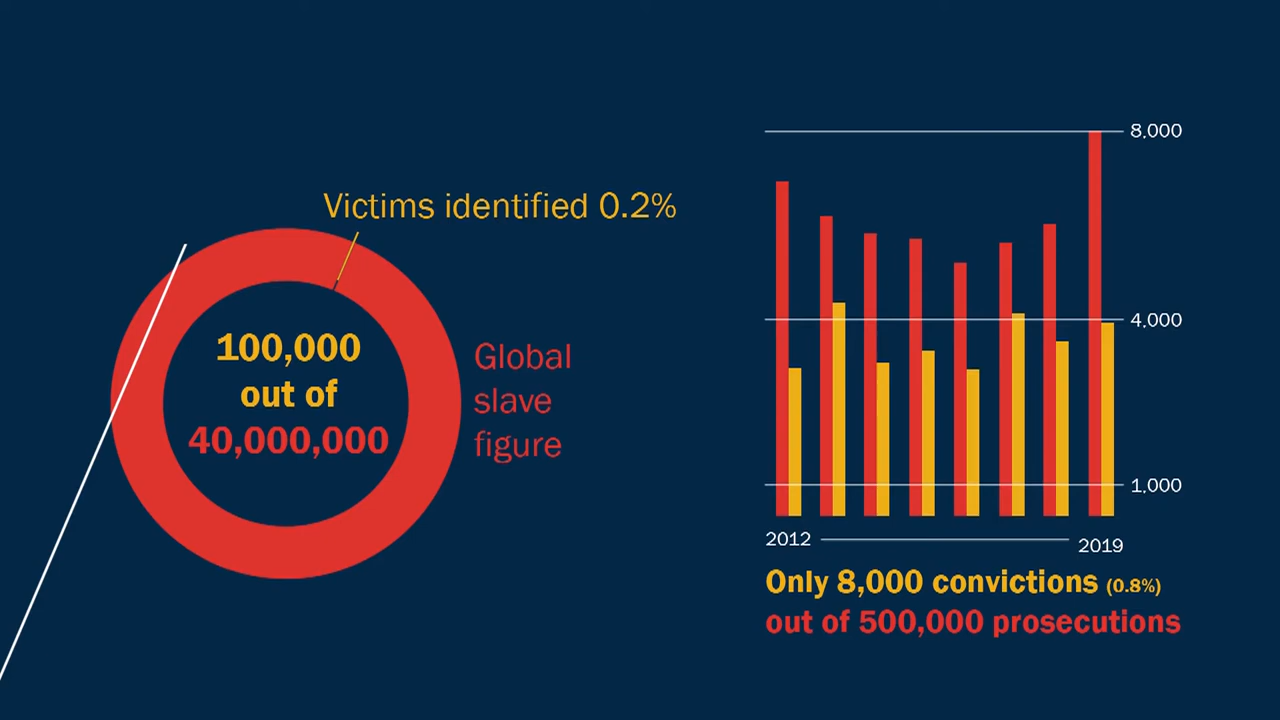 Victims identified 0.2%
100,000
out of
40,000,000
Global
slave
figure
8,000
4,000
1,000
2012
2019
Only 8,000 convictions (0.8%)
out of 500,000 prosecutions